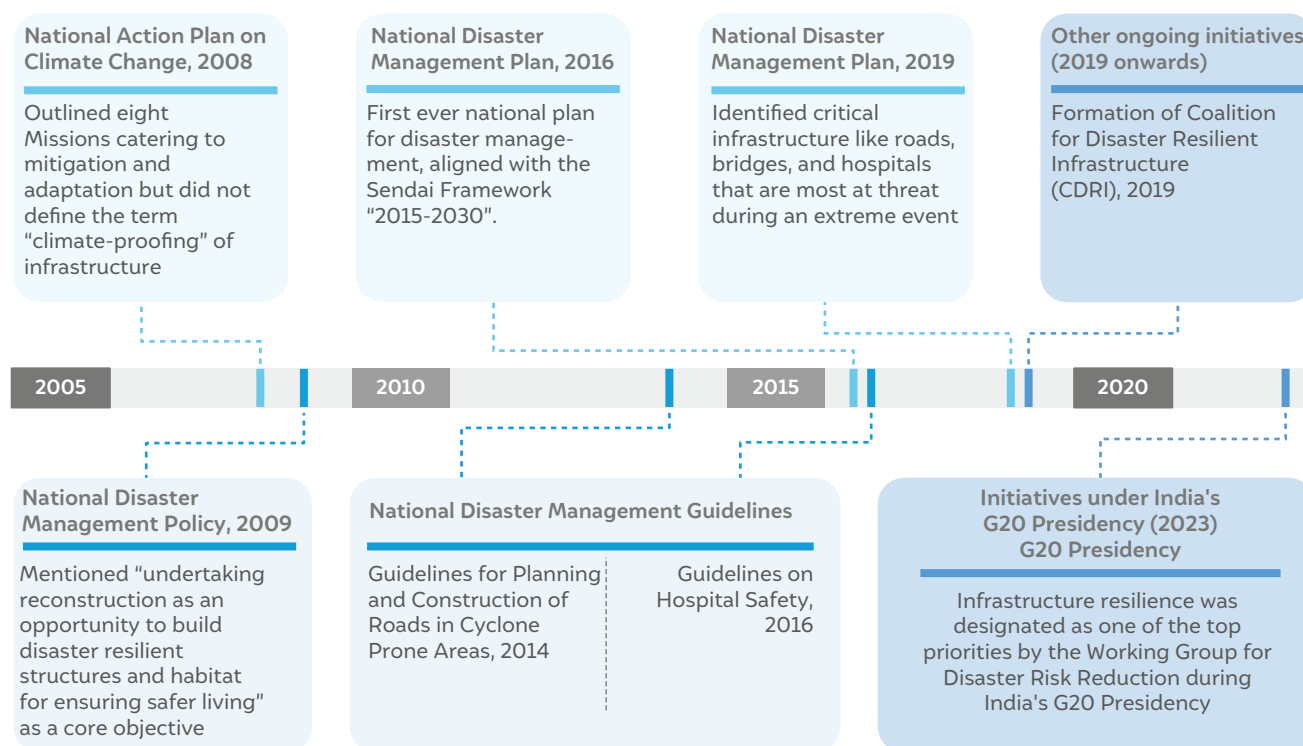 National Action Plan on
Climate Change, 2008
Outlined eight
Missions catering to
mitigation and
adaptation but did not
define the term
“climate-proofing” of
infrastructure
National Disaster
Management Plan, 2016
First ever national plan
for disaster manage-
ment, aligned with the
Sendai Framework
“2015-2030”.
National Disaster
Management Plan, 2019
Identified critical
infrastructure like roads,
bridges, and hospitals
that are most at threat
during an extreme event
Other ongoing initiatives
(2019 onwards)
Formation of Coalition
for Disaster Resilient
Infrastructure
(CDRI), 2019
2005
2010
2015
2020
National Disaster
Management Policy, 2009
Mentioned “undertaking
reconstruction as an
opportunity to build
disaster resilient
structures and habitat
for ensuring safer living”
as a core objective
National Disaster Management Guidelines
Guidelines for Planning
and Construction of
Roads in Cyclone
Prone Areas, 2014
Guidelines on
Hospital Safety,
2016
Initiatives under India's
G20 Presidency (2023)
G20 Presidency
Infrastructure resilience was
designated as one of the top
priorities by the Working Group for
Disaster Risk Reduction during
India's G20 Presidency